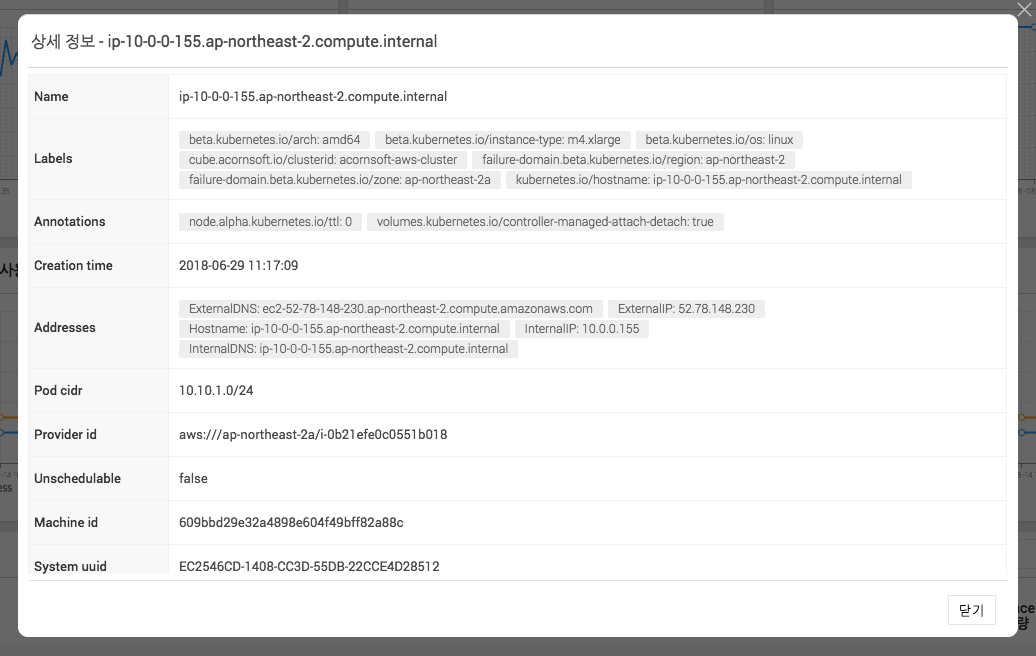 상세 정보 - ip-10-0-0-155.ap-northeast-2.compute.internal
Name ip-10-0-0-155.ap-northeast-2.compute.internal
beta.kubernetes.io/arch: amd64 beta.kubernetes.io/instance-type: m4.xlarge beta.kubernetes.io/os: linux
Labels cube.acornsoft.io/clusterid: acornsoft-aws-cluster failure-domain.beta.kubernetes.io/region: ap-northeast-2
failure-domain.beta.kubernetes.io/zone: ap-northeast-2a kubernetes.io/hostname: ip-10-0-0-155.ap-northeast-2.compute.internal
Annotations node.alpha.kubernetes.io/ttl: 0 volumes.kubernetes.io/controller-managed-attach-detach: true
Creation time 2018-06-29 11:17:09
ExternalDNS: ec2-52-78-148-230.ap-northeast-2.compute.amazonaws.com ExternalIP: 52.78.148.230
Addresses Hostname: ip-10-0-0-155.ap-northeast-2.compute.internal InternalIP: 10.0.0.155
InternalDNS: ip-10-0-0-155.ap-northeast-2.compute.internal
Pod cidr 10.10.1.0/24
Provider id aws:///ap-northeast-2a/i-0b21efe0c0551b018
Unschedulable false
Machine id 609bbd29e32a4898e604f49bff82a88c
System uuid EC2546CD-1408-CC3D-55DB-22CCE4D28512
닫기